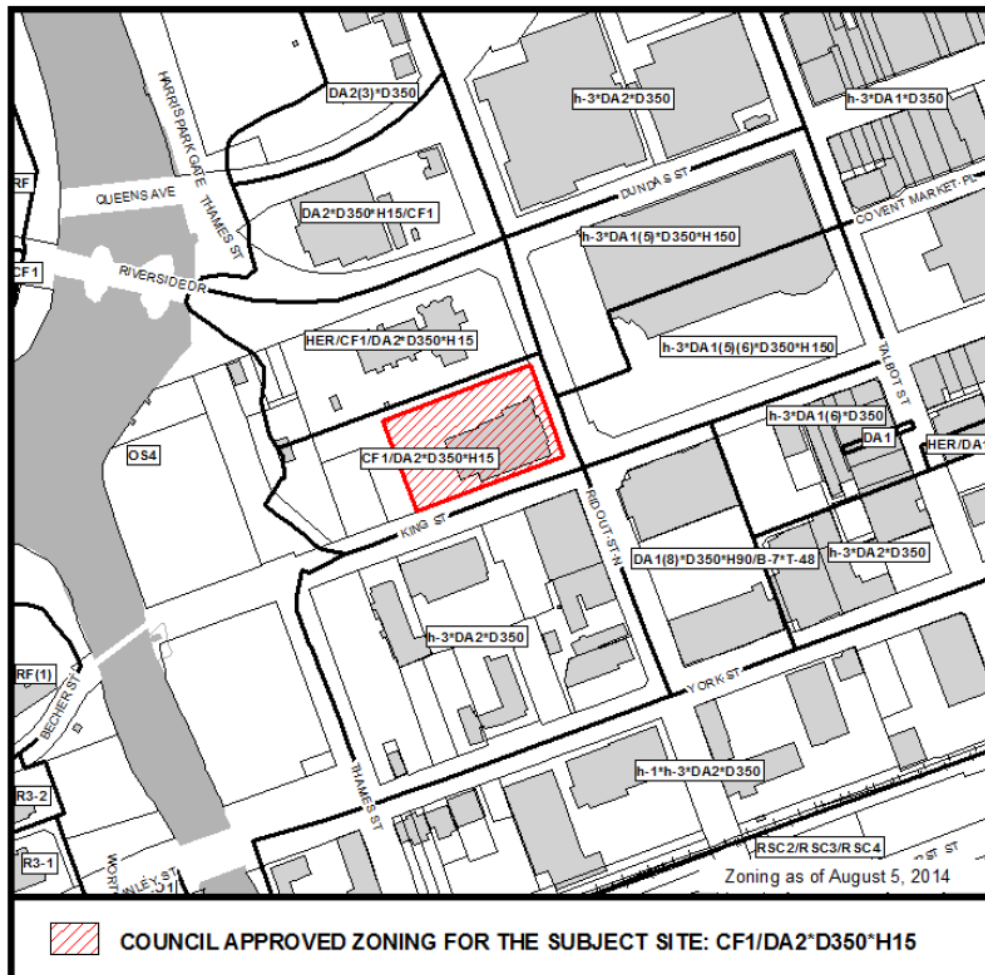 DA2(3)*D350
h-3*DA2*D350
h-3*DA1*D350
HARRIS PARK GATE
THAMES ST
RF
QUEENS AVE
DUNDAS ST
COVENT MARKET PL
DA2*D350*H15/CF1
h-3*DA1(5)*D350*H150
CF1
RIVERSIDE DR
HER/CF1/DA2*D350*H15
h-3*DA1(5)(6)*D350*H150
TALBOT ST
h-3*DA1(6)*D350
DA1
HER/DA1
OS4
CF1/DA2*D350*H15
KING ST
RIDOUT ST N
DA1(8)*D350*H90/B-7*T-48
h-3*DA2*D350
h-3*DA2*D350
RF(1)
BECHER ST
YORK ST
THAMES ST
h-1*h-3*DA2*D350
R3-2
R3-1
RSC2/RSC3/RSC4
Zoning as of August 5, 2014
COUNCIL APPROVED ZONING FOR THE SUBJECT SITE: CF1/DA2*D350*H15